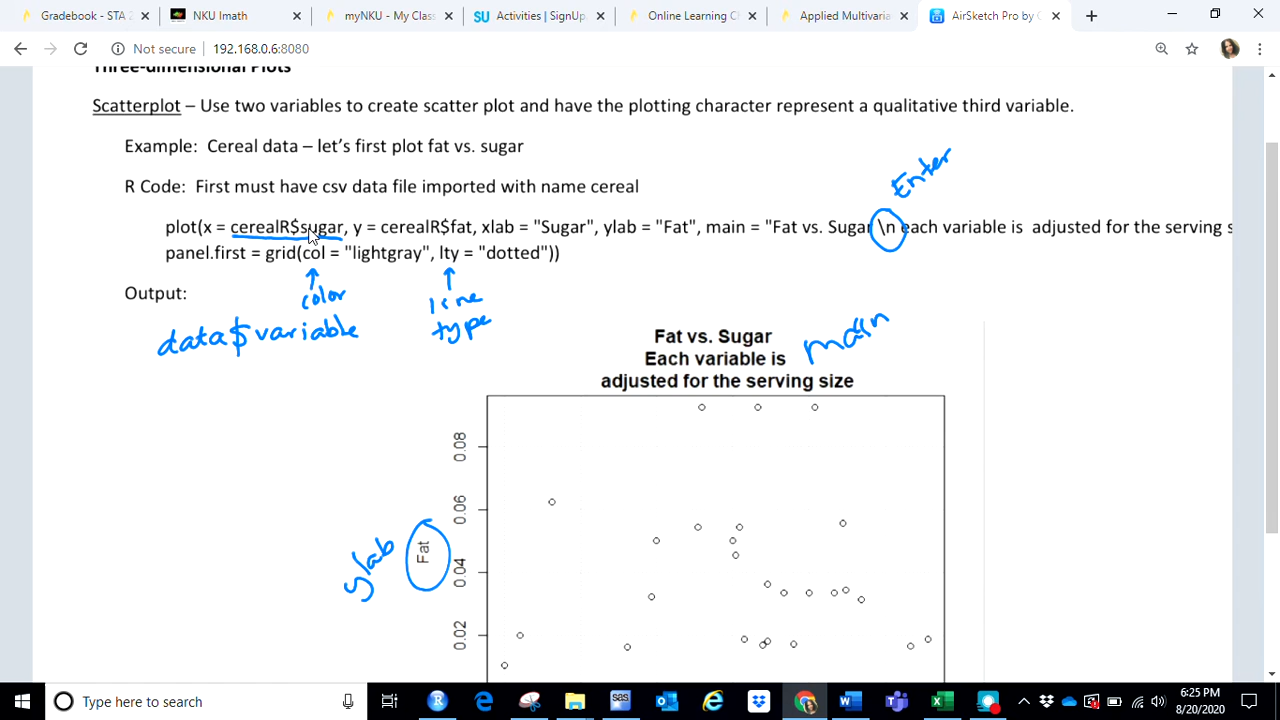 Gradebook - STA 2
NKU Imath
myNKU - My Clas
SU Activities | SignUp
Online Learning C
Applied Multivaria
AirSketch Pro by
Not secure | 192.168.0.6:8080
Three-dimensional Plots
Scatterplot – Use two variables to create scatter plot and have the plotting character represent a qualitative third variable.
Example: Cereal data – let's first plot fat vs. sugar
Enter
R Code: First must have csv data file imported with name cereal
plot(x = cerealR$sugar, y = cerealR$fat, xlab = "Sugar", ylab = "Fat", main = "Fat vs. Sugar \n each variable is adjusted for the serving s
panel.first = grid(col = "lightgray", lty = "dotted"))
Output:
color
line
type
data$variable
main
Fat vs. Sugar
Each variable is
adjusted for the serving size
0.08
0.06
0.04
0.02
Fat
ylab
Type here to search
6:25 PM
8/20/2020